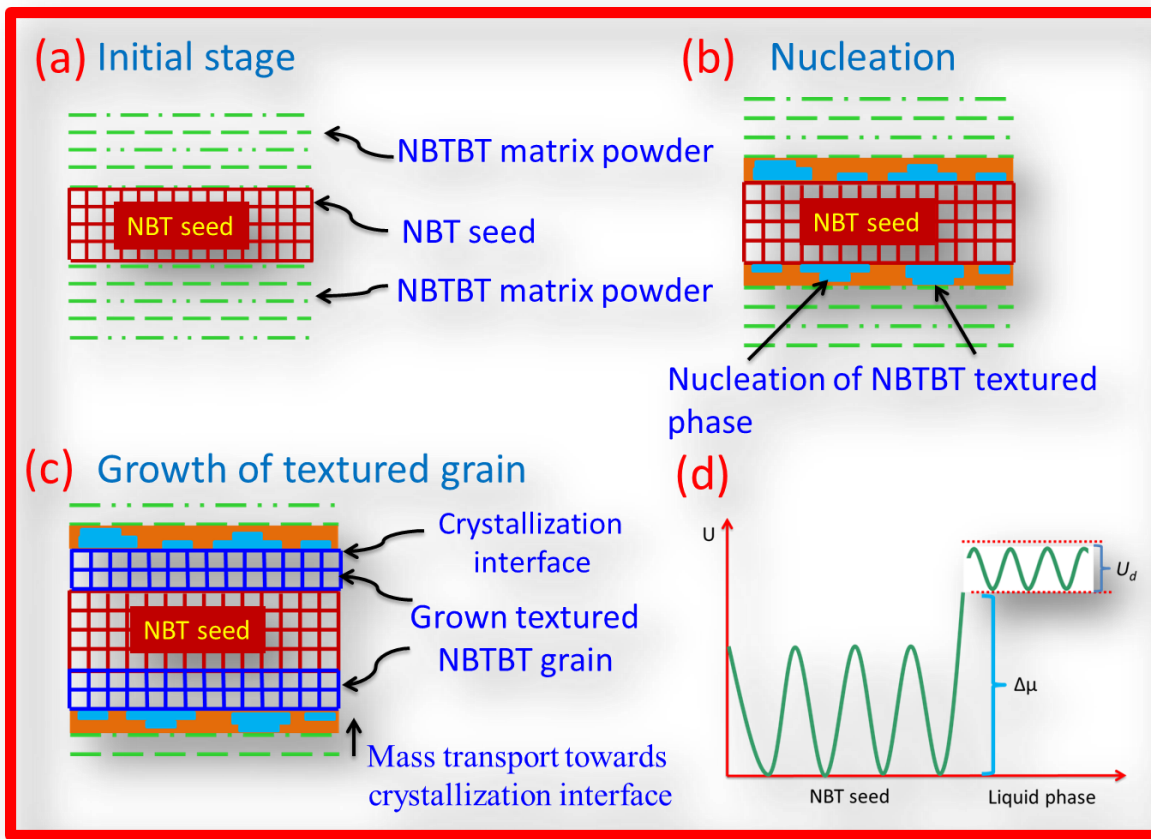 (a) Initial stage
NBTBT matrix powder
NBT seed
NBT seed
NBTBT matrix powder
(b) Nucleation
NBT seed
Nucleation of NBTBT textured
phase
(c) Growth of textured grain
Crystallization
interface
NBT seed
Grown textured
NBTBT grain
Mass transport towards
crystallization interface
(d)
U
U_d
Δμ
NBT seed
Liquid phase